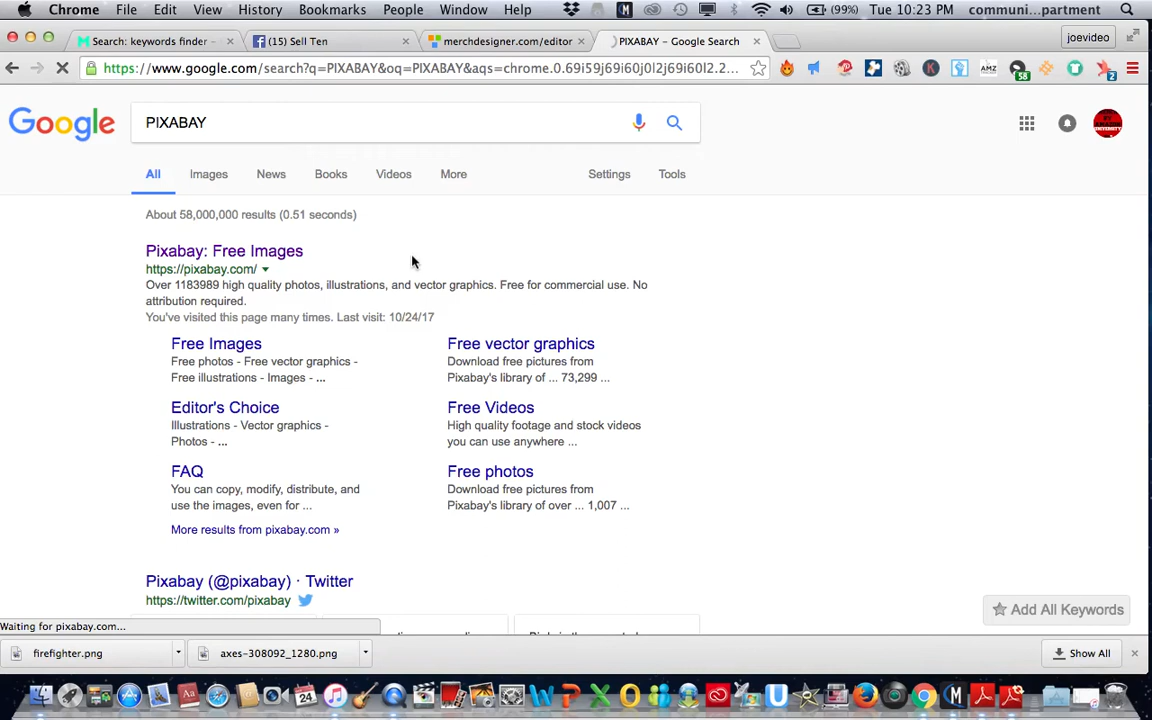 Chrome File Edit View History Bookmarks People Window Help (99%) Tue 10:23 PM communi...partment
Search: keywords finder - (15) Sell Ten merchdesigner.com/editor PIXABAY - Google Search joevideo
https://www.google.com/search?q=PIXABAY&oq=PIXABAY&aqs=chrome.0.69i59j69i60j0l2j69i60l2.2...
AMZ 58 2
Google PIXABAY
All Images News Books Videos More Settings Tools
About 58,000,000 results (0.51 seconds)
Pixabay: Free Images
https://pixabay.com/
Over 1183989 high quality photos, illustrations, and vector graphics. Free for commercial use. No
attribution required.
You've visited this page many times. Last visit: 10/24/17
Free Images
Free photos - Free vector graphics -
Free illustrations - Images - ...
Free vector graphics
Download free pictures from
Pixabay's library of ... 73,299 ...
Editor's Choice
Illustrations - Vector graphics -
Photos - ...
Free Videos
High quality footage and stock videos
you can use anywhere ...
FAQ
You can copy, modify, distribute, and
use the images, even for ...
Free photos
Download free pictures from
Pixabay's library of over ... 1,007 ...
More results from pixabay.com »
Pixabay (@pixabay) · Twitter
https://twitter.com/pixabay
Add All Keywords
Waiting for pixabay.com...
firefighter.png axes-308092_1280.png Show All